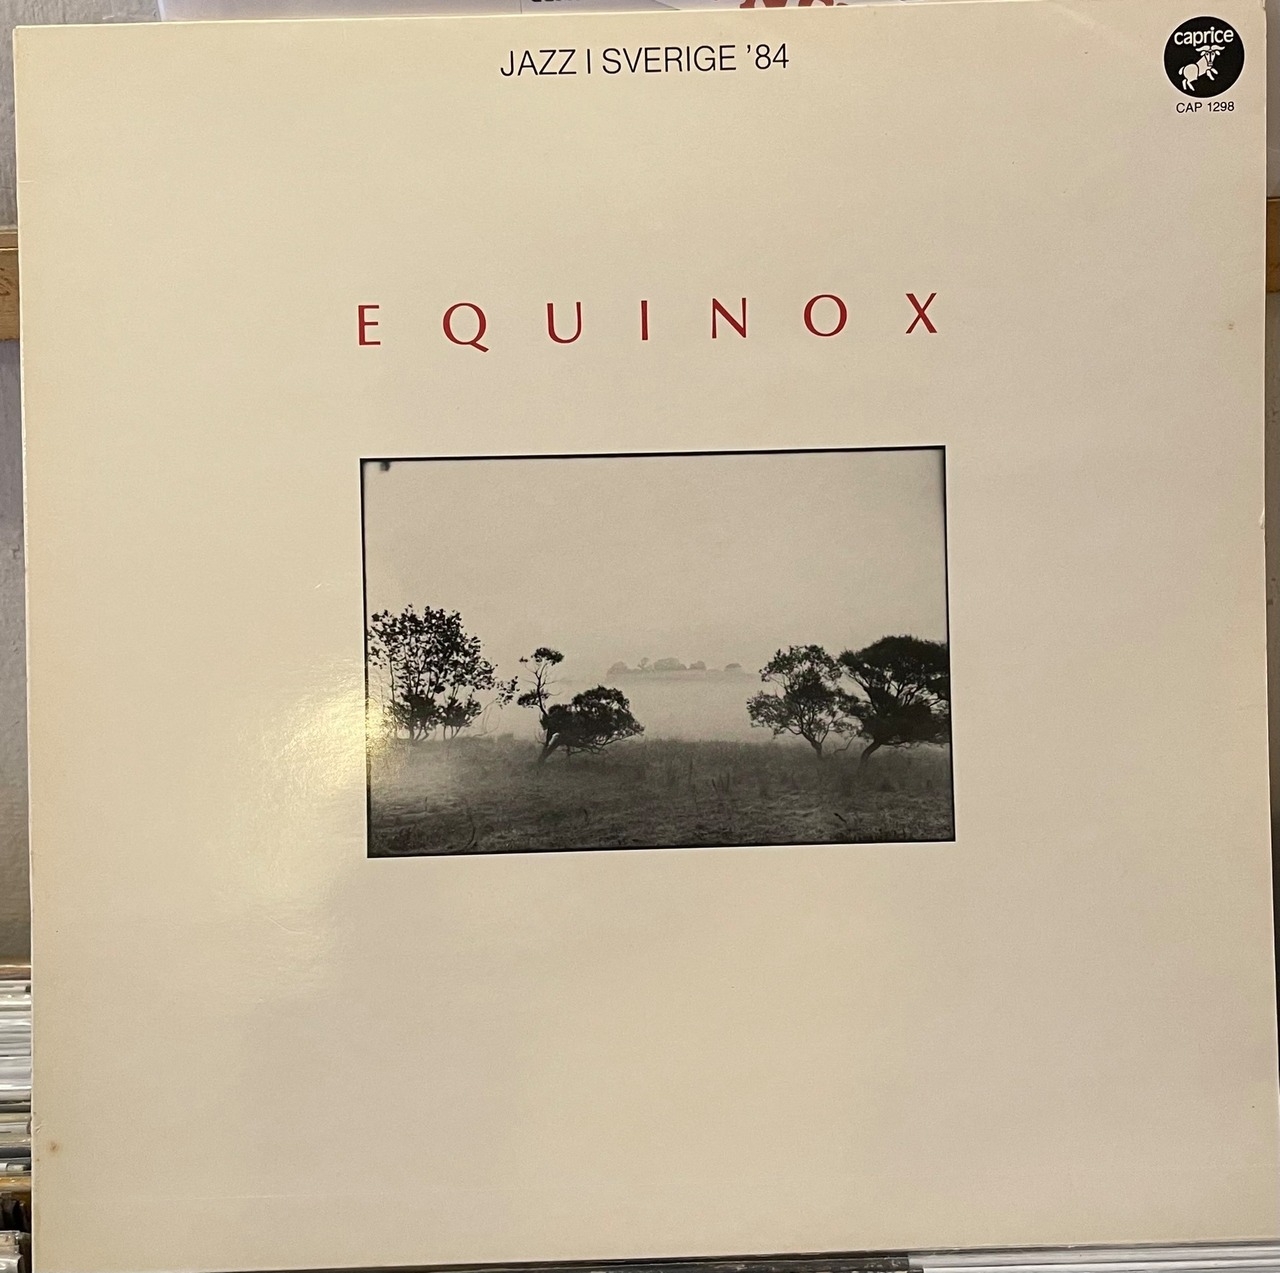 JAZZ I SVERIGE '84
caprice
CAP 1298
EQUINOX